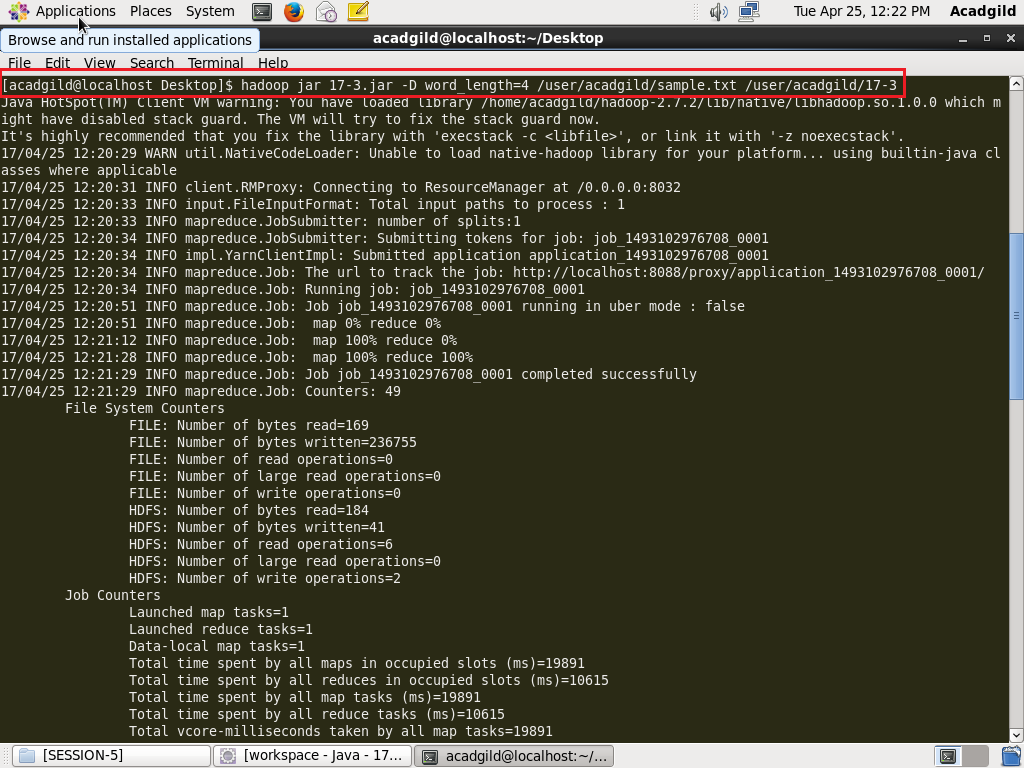 Applications Places System Tue Apr 25, 12:22 PM Acadgild
Browse and run installed applications
acadgild@localhost:~/Desktop
File Edit View Search Terminal Help
[acadgild@localhost Desktop]$ hadoop jar 17-3.jar -D word_length=4 /user/acadgild/sample.txt /user/acadgild/17-3
Java HotSpot(TM) Client VM warning: You have loaded library /home/acadgild/hadoop-2.7.2/lib/native/libhadoop.so.1.0.0 which m
ight have disabled stack guard. The VM will try to fix the stack guard now.
It's highly recommended that you fix the library with 'execstack -c <libfile>', or link it with '-z noexecstack'.
17/04/25 12:20:29 WARN util.NativeCodeLoader: Unable to load native-hadoop library for your platform... using builtin-java cl
asses where applicable
17/04/25 12:20:31 INFO client.RMProxy: Connecting to ResourceManager at /0.0.0.0:8032
17/04/25 12:20:33 INFO input.FileInputFormat: Total input paths to process : 1
17/04/25 12:20:33 INFO mapreduce.JobSubmitter: number of splits:1
17/04/25 12:20:34 INFO mapreduce.JobSubmitter: Submitting tokens for job: job_1493102976708_0001
17/04/25 12:20:34 INFO impl.YarnClientImpl: Submitted application application_1493102976708_0001
17/04/25 12:20:34 INFO mapreduce.Job: The url to track the job: http://localhost:8088/proxy/application_1493102976708_0001/
17/04/25 12:20:34 INFO mapreduce.Job: Running job: job_1493102976708_0001
17/04/25 12:20:51 INFO mapreduce.Job: Job job_1493102976708_0001 running in uber mode : false
17/04/25 12:20:51 INFO mapreduce.Job:  map 0% reduce 0%
17/04/25 12:21:12 INFO mapreduce.Job:  map 100% reduce 0%
17/04/25 12:21:28 INFO mapreduce.Job:  map 100% reduce 100%
17/04/25 12:21:29 INFO mapreduce.Job: Job job_1493102976708_0001 completed successfully
17/04/25 12:21:29 INFO mapreduce.Job: Counters: 49
File System Counters
FILE: Number of bytes read=169
FILE: Number of bytes written=236755
FILE: Number of read operations=0
FILE: Number of large read operations=0
FILE: Number of write operations=0
HDFS: Number of bytes read=184
HDFS: Number of bytes written=41
HDFS: Number of read operations=6
HDFS: Number of large read operations=0
HDFS: Number of write operations=2
Job Counters
Launched map tasks=1
Launched reduce tasks=1
Data-local map tasks=1
Total time spent by all maps in occupied slots (ms)=19891
Total time spent by all reduces in occupied slots (ms)=10615
Total time spent by all map tasks (ms)=19891
Total time spent by all reduce tasks (ms)=10615
Total vcore-milliseconds taken by all map tasks=19891
[SESSION-5] [workspace - Java - 17... acadgild@localhost:~/...